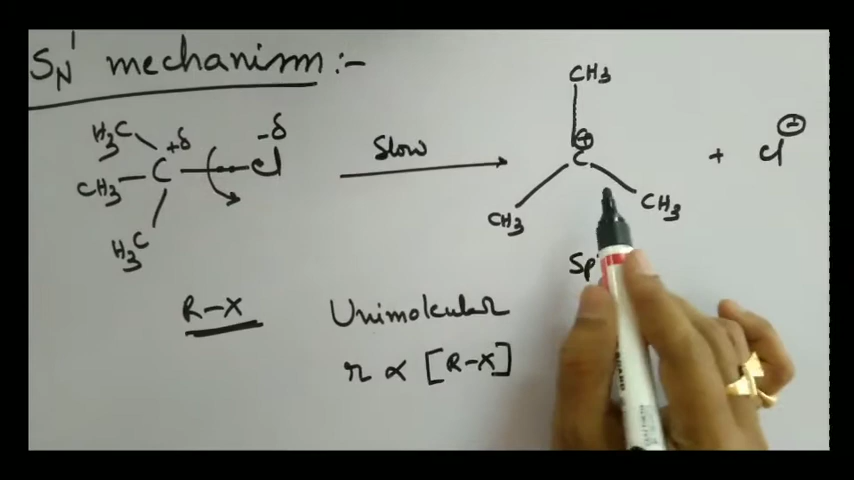 SN1 mechanism :-
H3C
+δ
-δ
CH3 C Cl
H3C
Slow
CH3
⊕
C
CH3 CH3
+ Cl ⊖
Sp
R-X
Unimolecular
r ∝ [R-X]